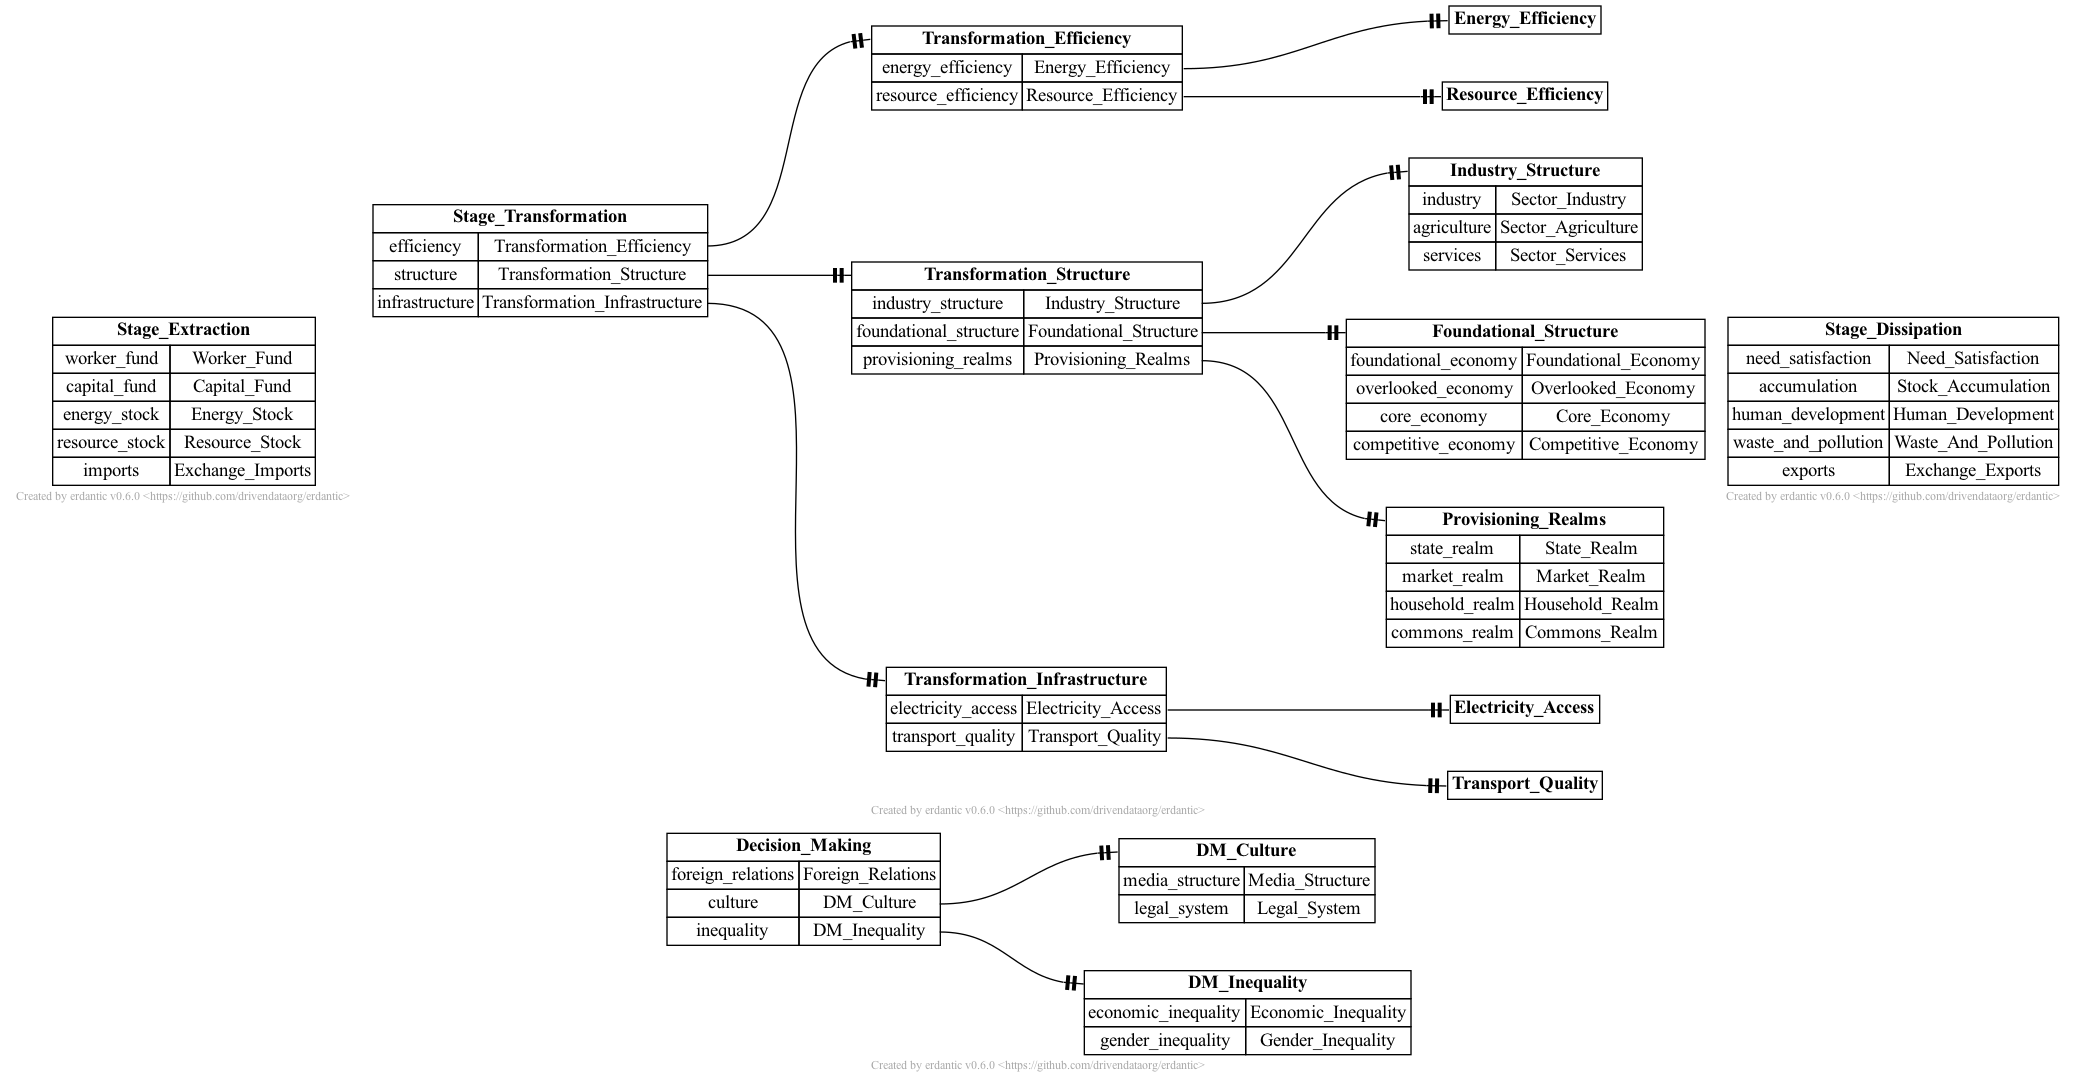 Stage_Extraction
worker_fund Worker_Fund
capital_fund Capital_Fund
energy_stock Energy_Stock
resource_stock Resource_Stock
imports Exchange_Imports
Created by erdantic v0.6.0 <https://github.com/drivendataorg/erdantic>
Stage_Transformation
efficiency Transformation_Efficiency
structure Transformation_Structure
infrastructure Transformation_Infrastructure
Transformation_Efficiency
energy_efficiency Energy_Efficiency
resource_efficiency Resource_Efficiency
Energy_Efficiency
Resource_Efficiency
Transformation_Structure
industry_structure Industry_Structure
foundational_structure Foundational_Structure
provisioning_realms Provisioning_Realms
Industry_Structure
industry Sector_Industry
agriculture Sector_Agriculture
services Sector_Services
Foundational_Structure
foundational_economy Foundational_Economy
overlooked_economy Overlooked_Economy
core_economy Core_Economy
competitive_economy Competitive_Economy
Provisioning_Realms
state_realm State_Realm
market_realm Market_Realm
household_realm Household_Realm
commons_realm Commons_Realm
Transformation_Infrastructure
electricity_access Electricity_Access
transport_quality Transport_Quality
Electricity_Access
Transport_Quality
Created by erdantic v0.6.0 <https://github.com/drivendataorg/erdantic>
Stage_Dissipation
need_satisfaction Need_Satisfaction
accumulation Stock_Accumulation
human_development Human_Development
waste_and_pollution Waste_And_Pollution
exports Exchange_Exports
Created by erdantic v0.6.0 <https://github.com/drivendataorg/erdantic>
Decision_Making
foreign_relations Foreign_Relations
culture DM_Culture
inequality DM_Inequality
DM_Culture
media_structure Media_Structure
legal_system Legal_System
DM_Inequality
economic_inequality Economic_Inequality
gender_inequality Gender_Inequality
Created by erdantic v0.6.0 <https://github.com/drivendataorg/erdantic>